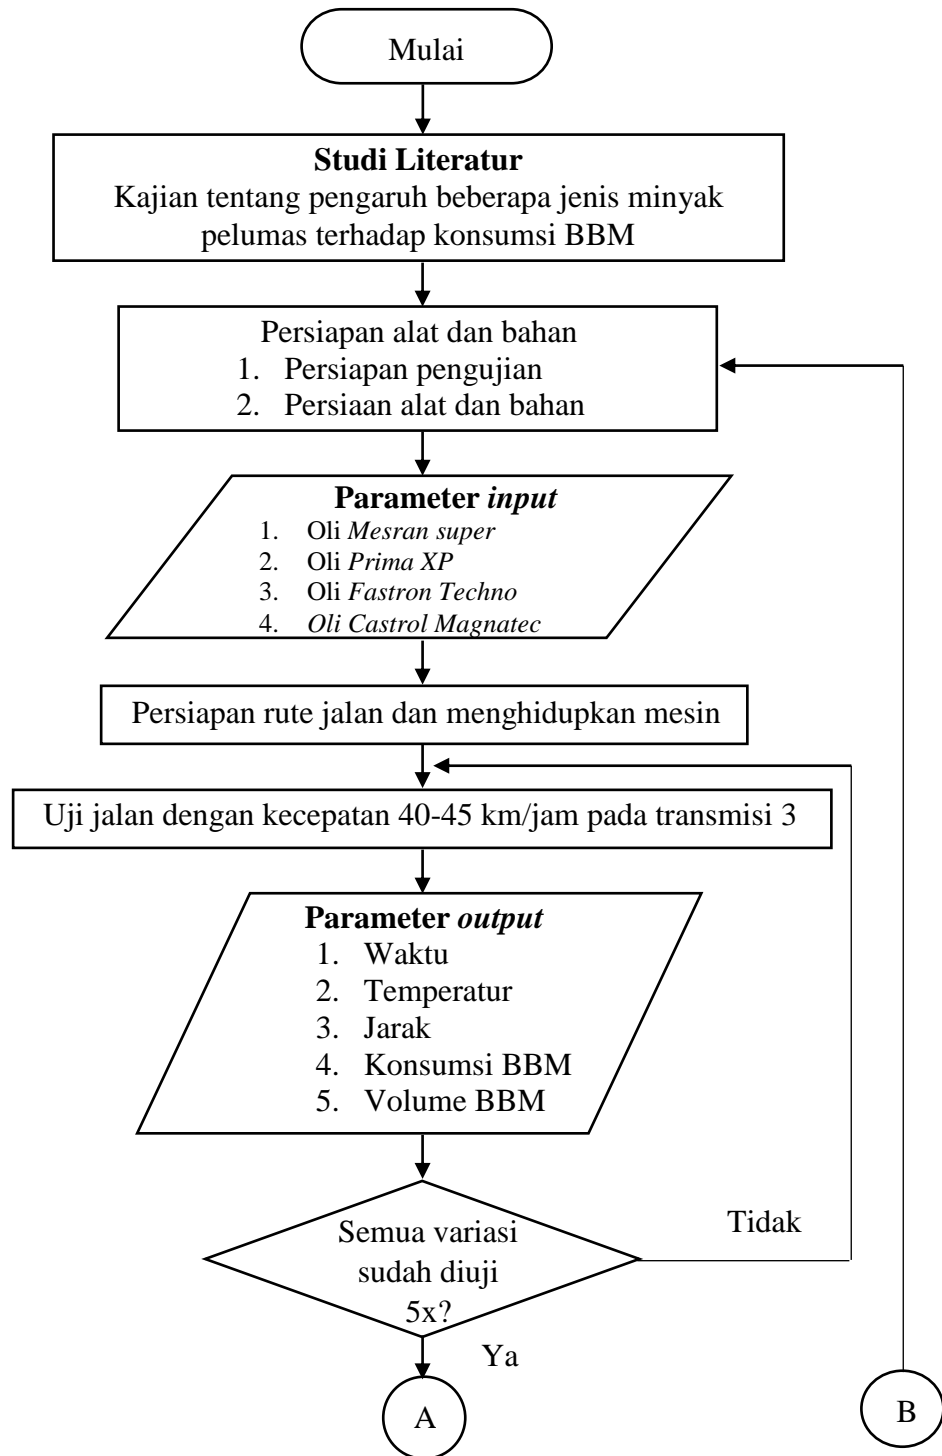 Mulai
Studi Literatur
Kajian tentang pengaruh beberapa jenis minyak
pelumas terhadap konsumsi BBM
Persiapan alat dan bahan
1. Persiapan pengujian
2. Persiaan alat dan bahan
Parameter input
1. Oli Mesran super
2. Oli Prima XP
3. Oli Fastron Techno
4. Oli Castrol Magnatec
Persiapan rute jalan dan menghidupkan mesin
Uji jalan dengan kecepatan 40-45 km/jam pada transmisi 3
Parameter output
1. Waktu
2. Temperatur
3. Jarak
4. Konsumsi BBM
5. Volume BBM
Semua variasi
sudah diuji
5x?
Tidak
Ya
A
B